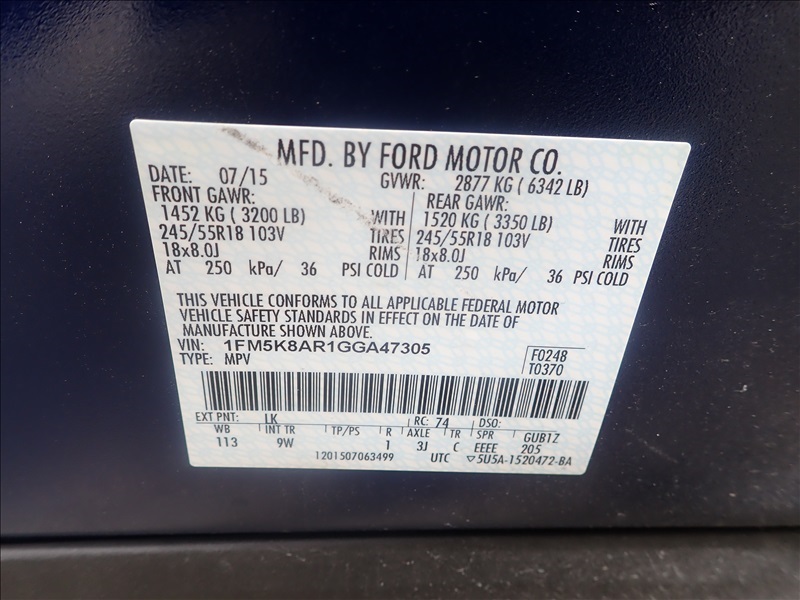 MFD. BY FORD MOTOR CO.
DATE: 07/15 GVWR: 2877 KG ( 6342 LB)
FRONT GAWR: REAR GAWR:
1452 KG ( 3200 LB) WITH 1520 KG ( 3350 LB) WITH
245/55R18 103V TIRES 245/55R18 103V TIRES
18x8.0J RIMS 18x8.0J RIMS
AT 250 kPa/ 36 PSI COLD AT 250 kPa/ 36 PSI COLD
THIS VEHICLE CONFORMS TO ALL APPLICABLE FEDERAL MOTOR
VEHICLE SAFETY STANDARDS IN EFFECT ON THE DATE OF
MANUFACTURE SHOWN ABOVE.
VIN: 1FM5K8AR1GGA47305 F0248
TYPE: MPV T0370
EXT PNT: LK RC: 74 DSO:
WB INT TR TP/PS R AXLE TR SPR GUB1Z
113 9W 1 3J C EEEE 205
1201507063499 UTC ▽5U5A-1520472-BA